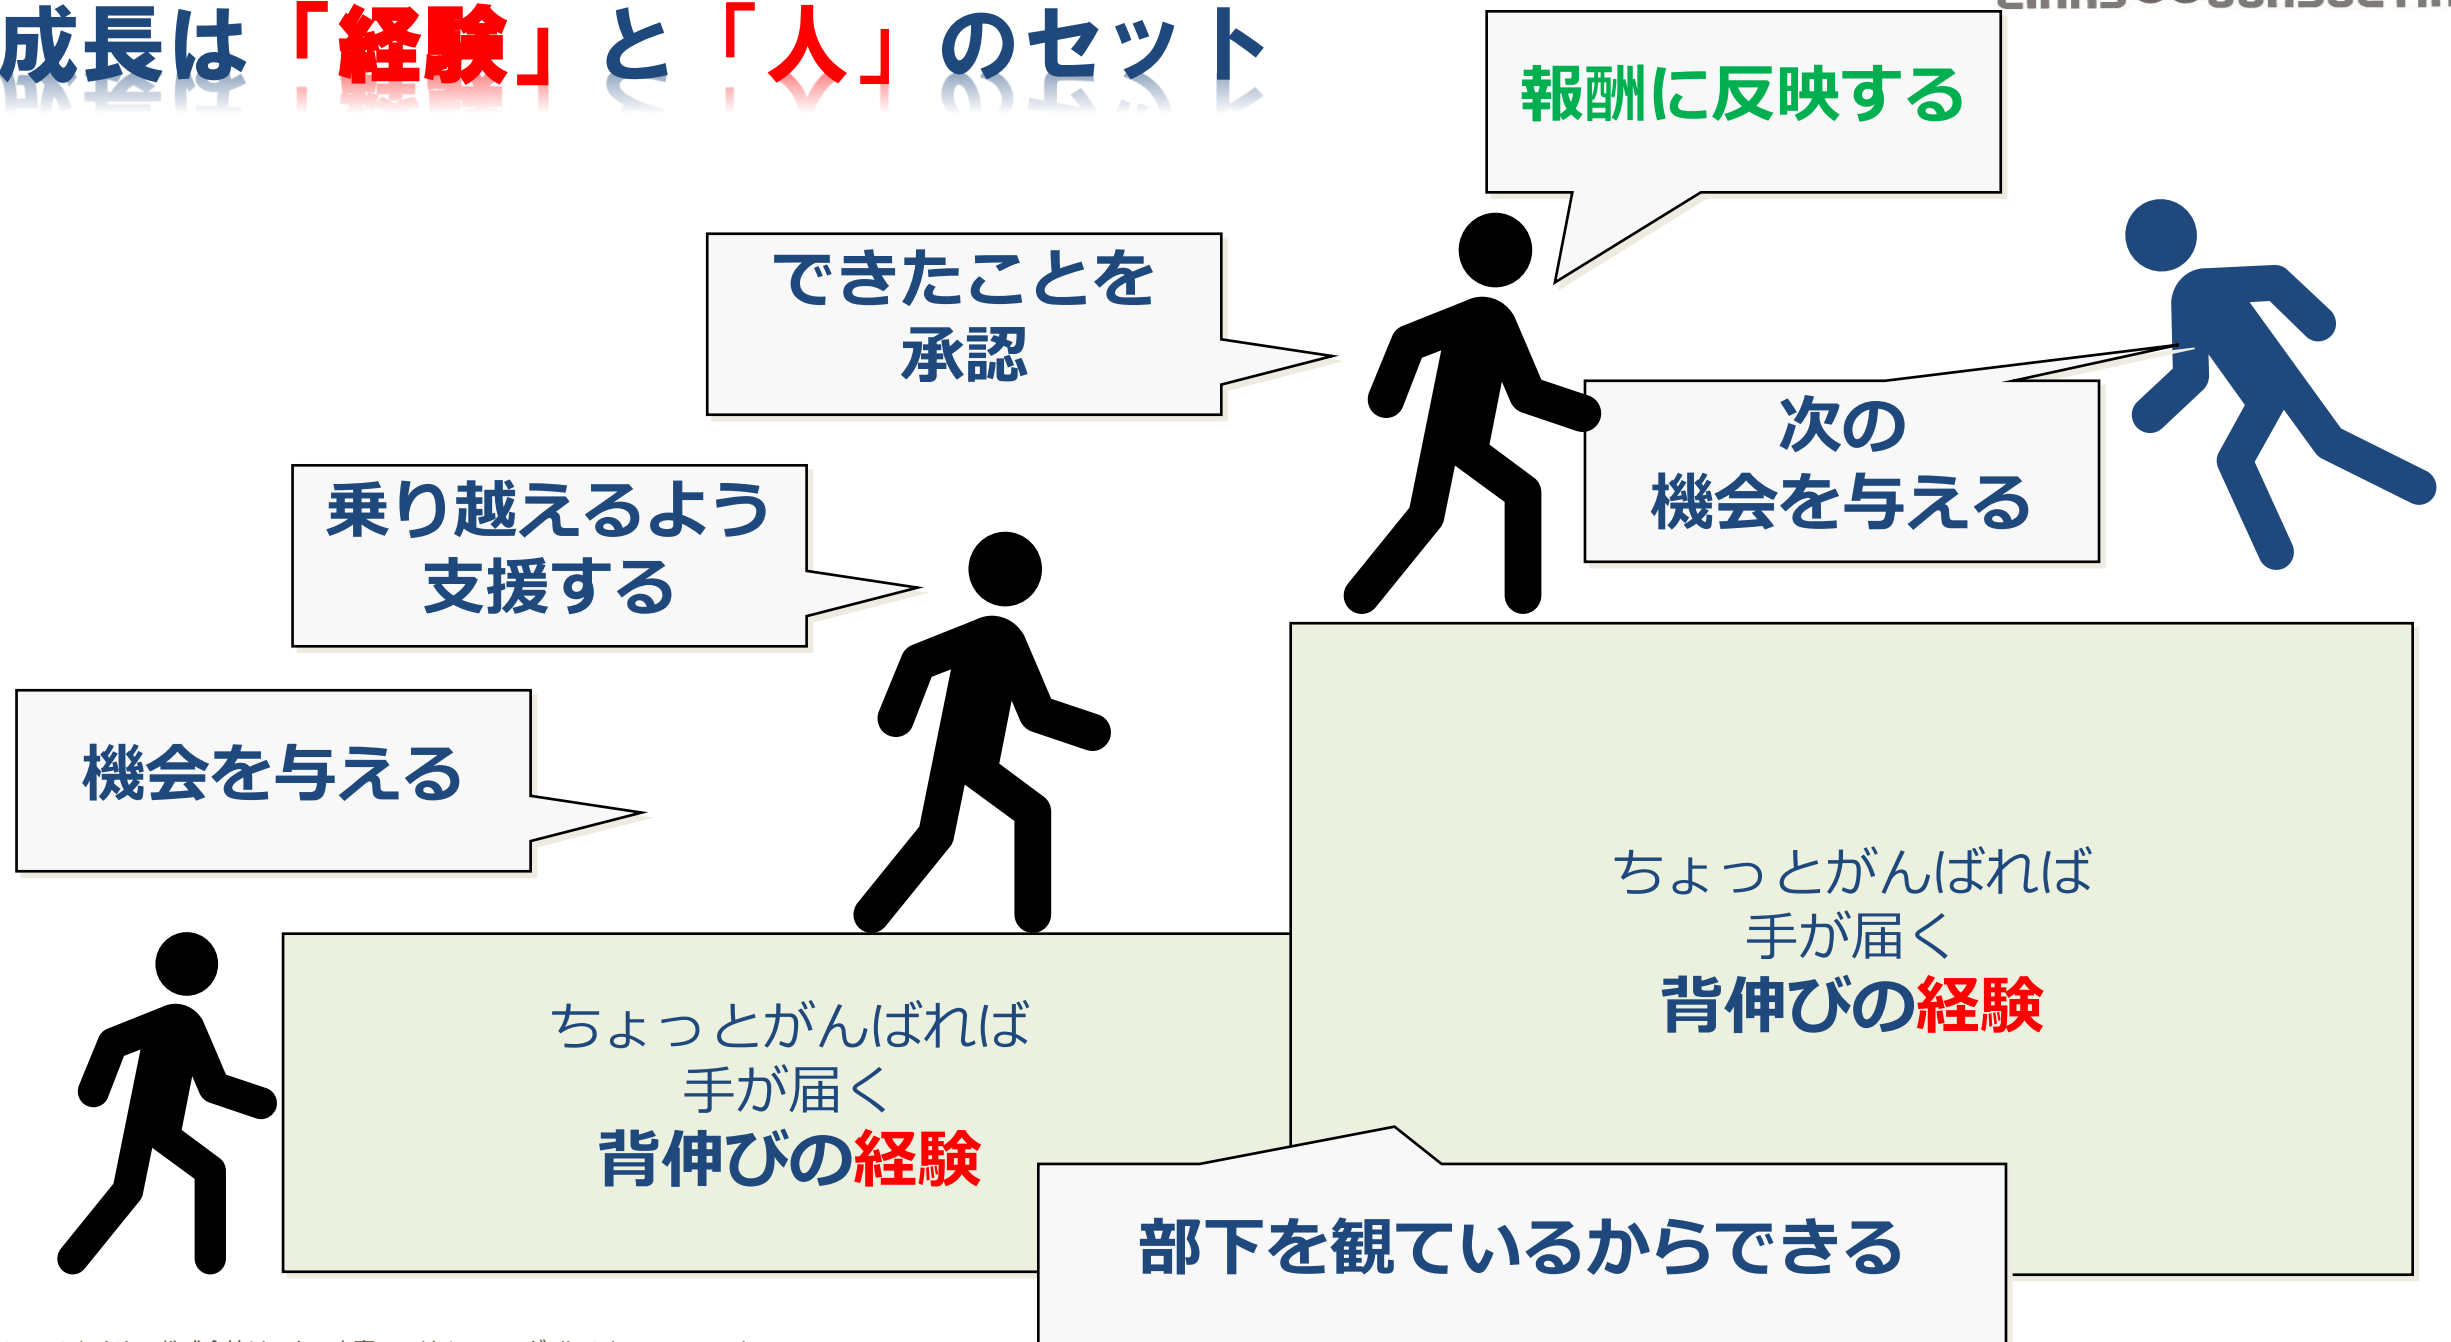 成長は「経験」と「人」のセット
報酬に反映する
できたことを
承認
次の
機会を与える
乗り越えるよう
支援する
機会を与える
ちょっとがんばれば
手が届く
背伸びの経験
ちょっとがんばれば
手が届く
背伸びの経験
部下を観ているからできる